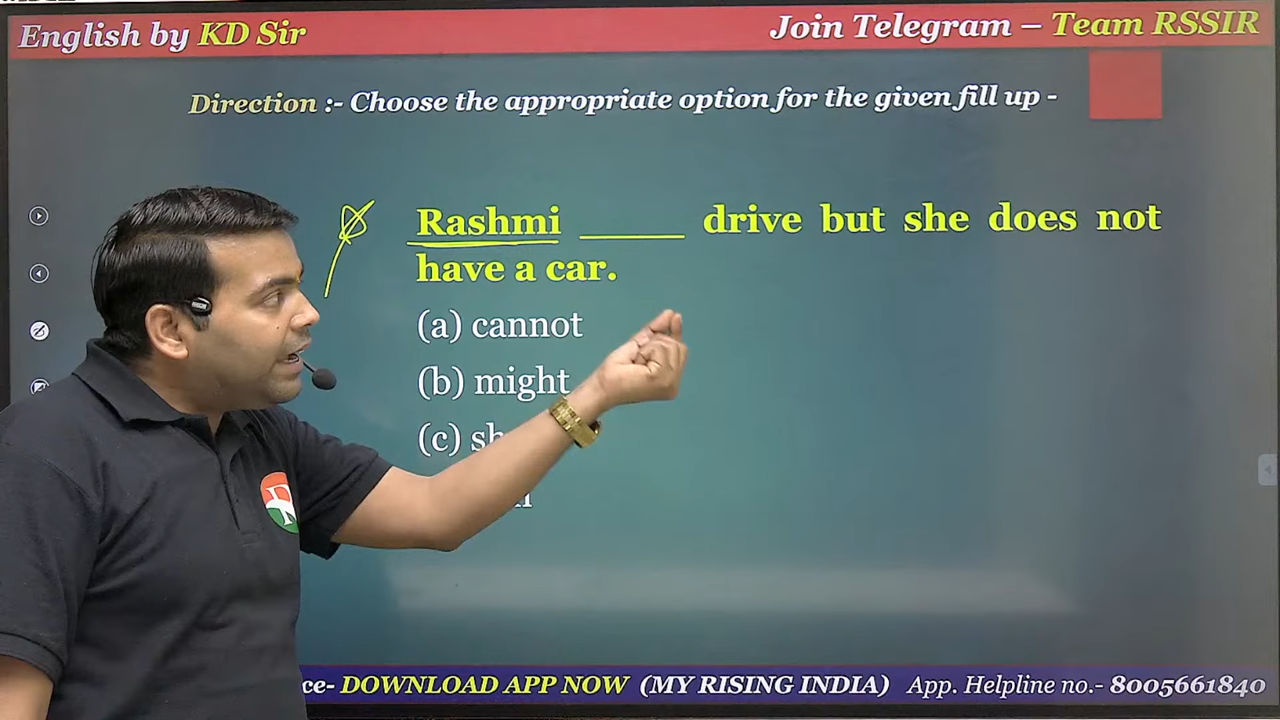 English by KD Sir
Join Telegram – Team RSSIR
Direction :- Choose the appropriate option for the given fill up -
Rashmi _____ drive but she does not
have a car.
(a) cannot
(b) might
(c)
ce- DOWNLOAD APP NOW (MY RISING INDIA) App. Helpline no.- 8005661840